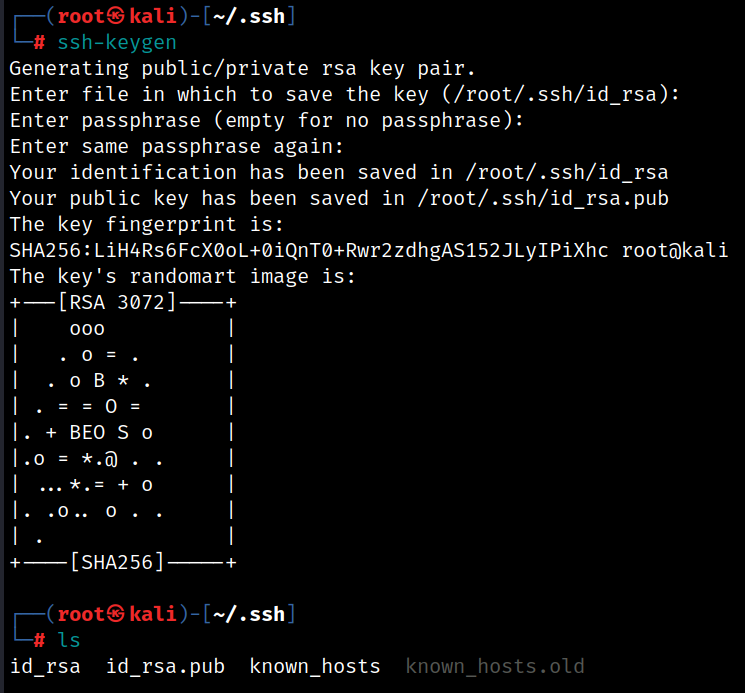 ┌──(root㉿kali)-[~/.ssh]
└─# ssh-keygen
Generating public/private rsa key pair.
Enter file in which to save the key (/root/.ssh/id_rsa):
Enter passphrase (empty for no passphrase):
Enter same passphrase again:
Your identification has been saved in /root/.ssh/id_rsa
Your public key has been saved in /root/.ssh/id_rsa.pub
The key fingerprint is:
SHA256:LiH4Rs6FcX0oL+0iQnT0+Rwr2zdhgAS152JLyIPiXhc root@kali
The key's randomart image is:
+---[RSA 3072]----+
|    ooo          |
|   . o = .       |
|  . o B * .      |
| . = = O =       |
|. + BEO S o      |
|.o = *.@ . .     |
| ...*.= + o      |
|. .o.. o . .     |
| .               |
+----[SHA256]-----+
┌──(root㉿kali)-[~/.ssh]
└─# ls
id_rsa  id_rsa.pub  known_hosts  known_hosts.old